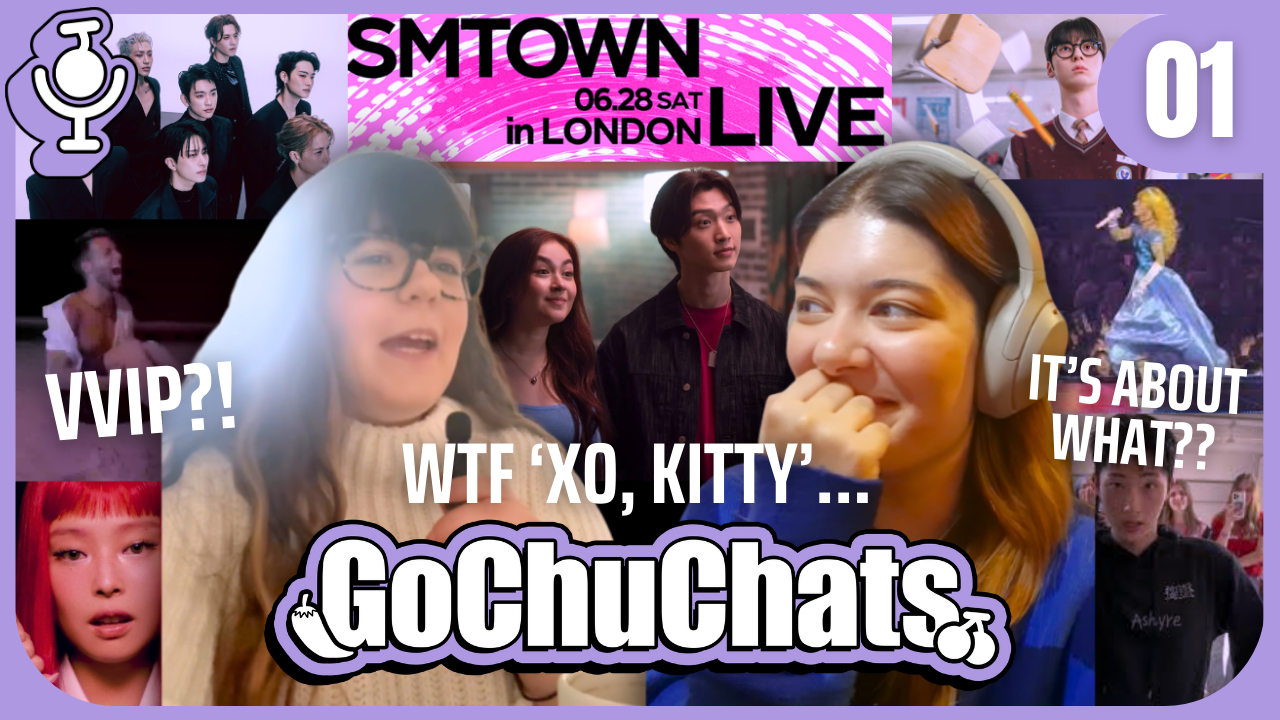 SMTOWN
06.28 SAT
in LONDON
LIVE
01
VVIP?!
IT'S ABOUT
WHAT??
WTF 'XO, KITTY'...
GoChuChats
Ashyre